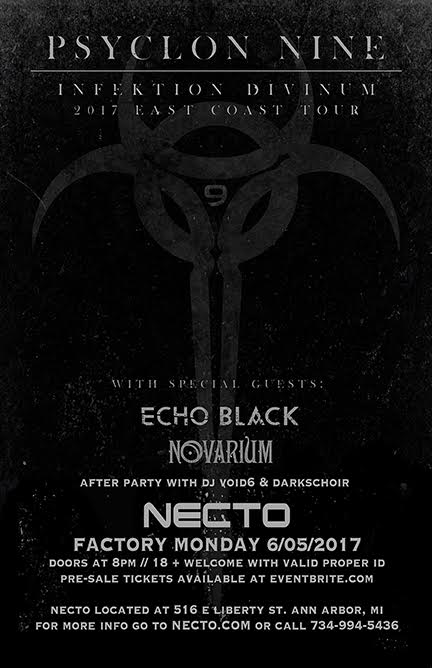 PSYCLON NINE
INFEKTION DIVINUM
2017 EAST COAST TOUR
9
WITH SPECIAL GUESTS:
ECHO BLACK
NOVARIUM
AFTER PARTY WITH DJ VOID6 & DARKSCHOIR
NECTO
FACTORY MONDAY 6/05/2017
DOORS AT 8PM // 18 + WELCOME WITH VALID PROPER ID
PRE-SALE TICKETS AVAILABLE AT EVENTBRITE.COM
NECTO LOCATED AT 516 E LIBERTY ST. ANN ARBOR, MI
FOR MORE INFO GO TO NECTO.COM OR CALL 734-994-5436